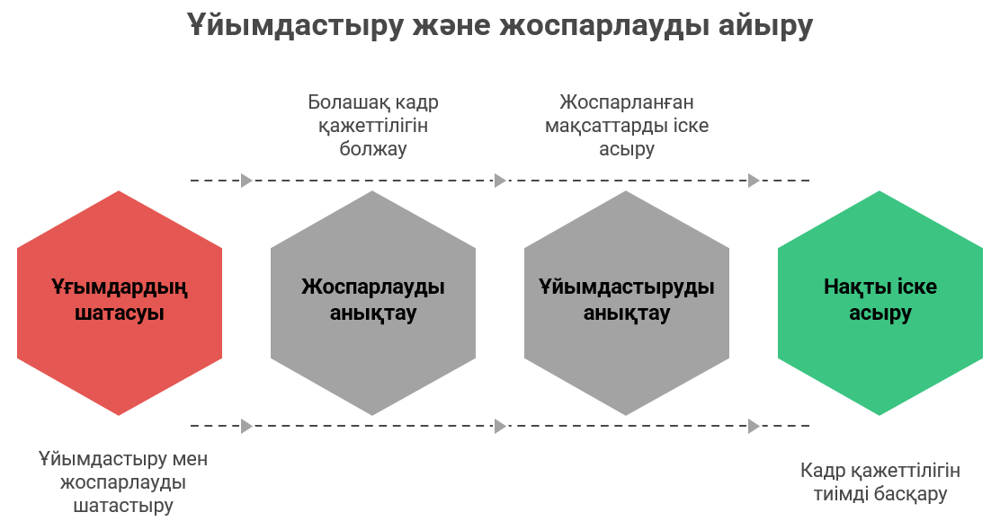 Ұйымдастыру және жоспарлауды айыру
Болашақ кадр
қажеттілігін
болжау
Жоспарланған
мақсаттарды іске
асыру
Ұғымдардың
шатасуы
Жоспарлауды
анықтау
Ұйымдастыруды
анықтау
Нақты іске
асыру
Ұйымдастыру мен
жоспарлауды
шатастыру
Кадр қажеттілігін
тиімді басқару